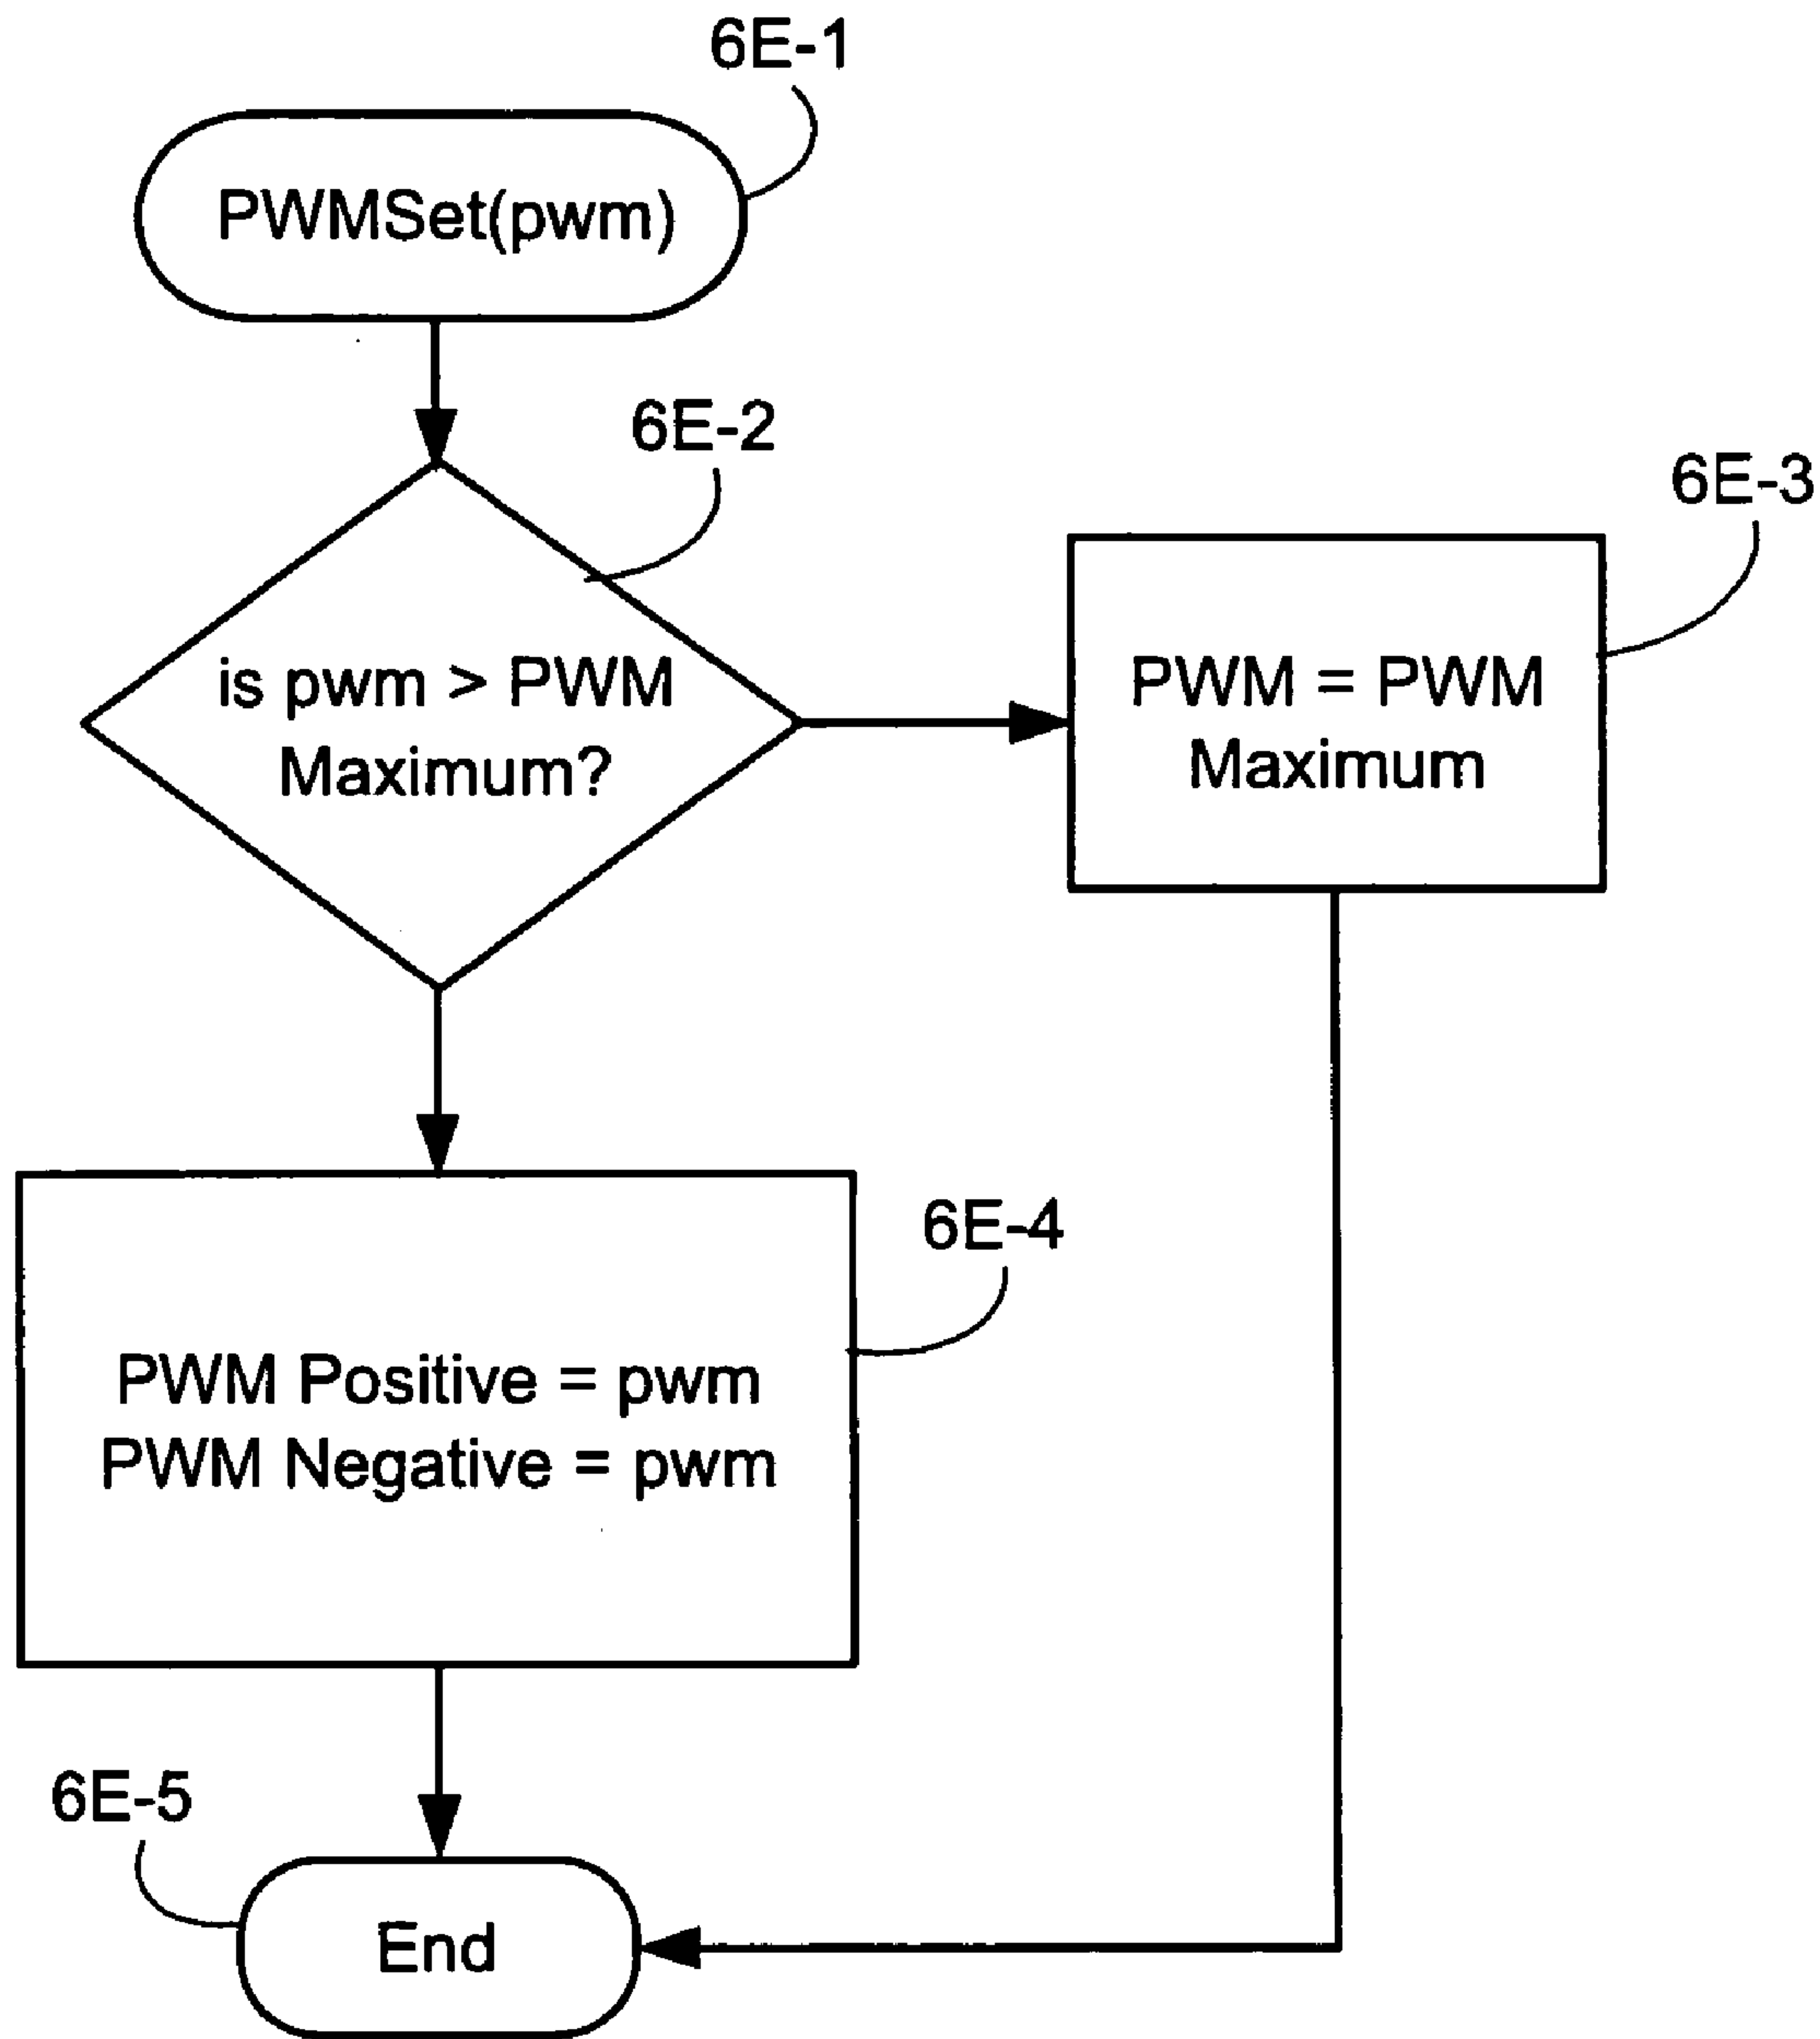 6E-1
PWMSet(pwm)
6E-2
is pwm > PWM
Maximum?
6E-3
PWM = PWM
Maximum
6E-4
PWM Positive = pwm
PWM Negative = pwm
6E-5
End